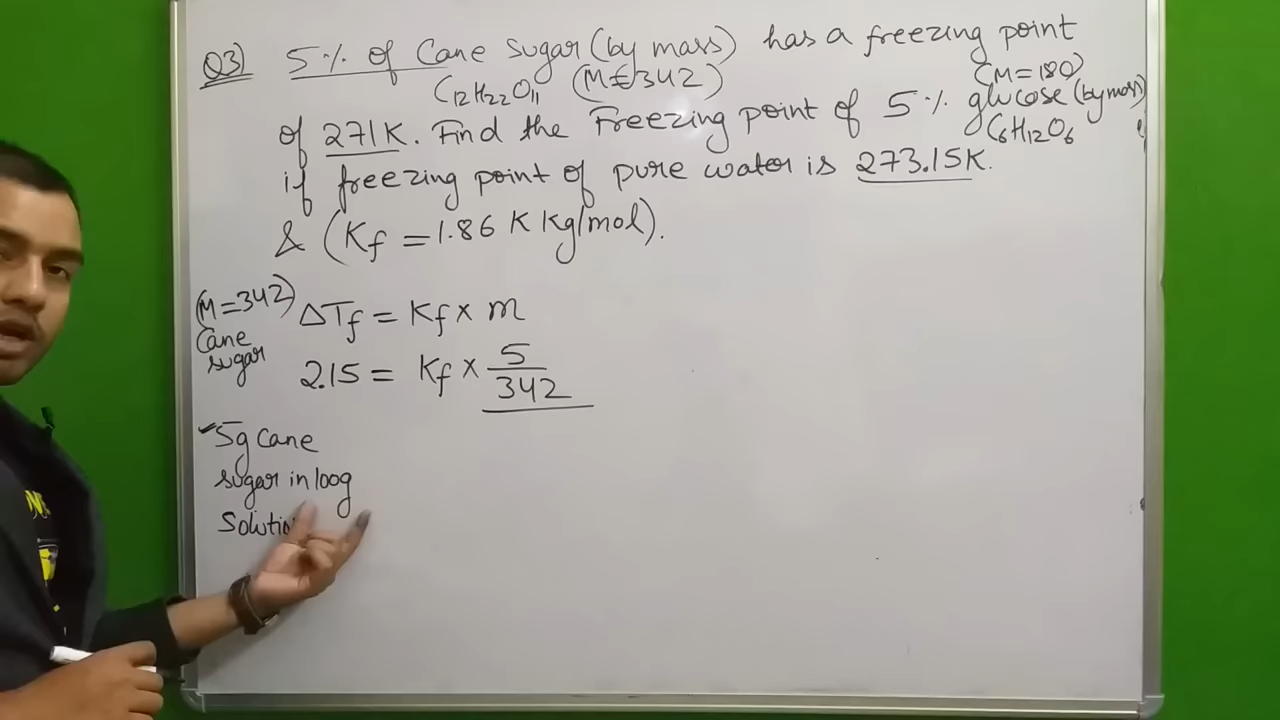 Q3) 5% of Cane sugar (by mass) has a freezing point
C12H22O11 (M=342) (M=180)
of 271K. Find the Freezing point of 5% glucose (by mass)
C6H12O6
if freezing point of pure water is 273.15K.
& (Kf = 1.86 K Kg/mol).
(M=342)
Cane
sugar
ΔTf = Kf × m
2.15 = Kf × 5/342
5g Cane
sugar in 100g